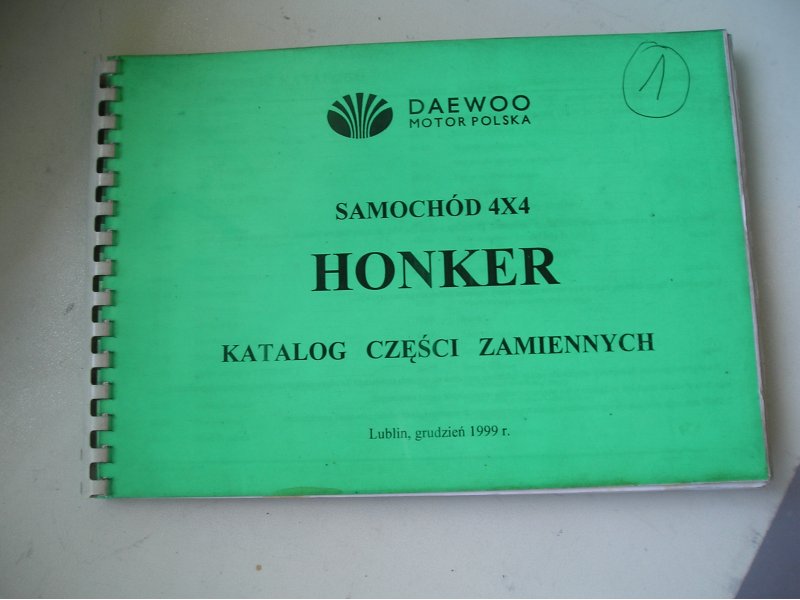 1
DAEWOO
MOTOR POLSKA
SAMOCHÓD 4X4
HONKER
KATALOG CZĘŚCI ZAMIENNYCH
Lublin, grudzień 1999 r.